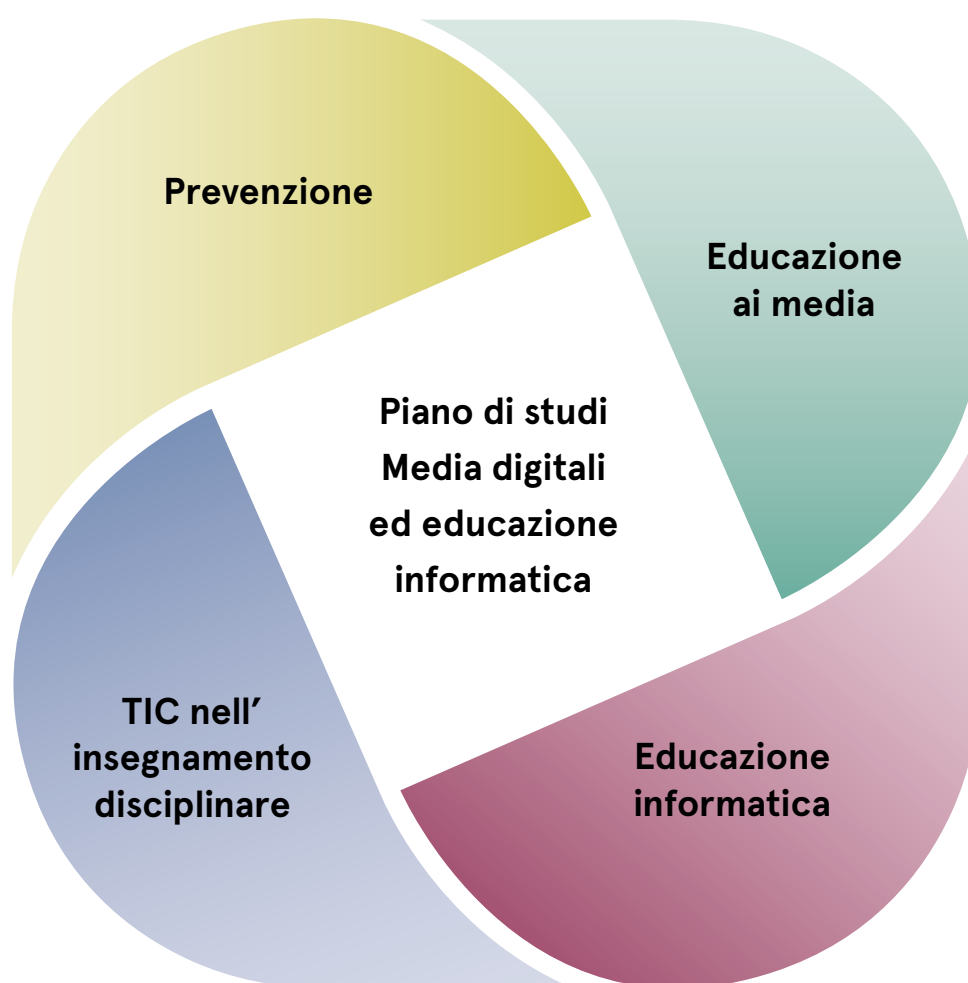 Prevenzione
Educazione
ai media
Piano di studi
Media digitali
ed educazione
informatica
TIC nell’
insegnamento
disciplinare
Educazione
informatica